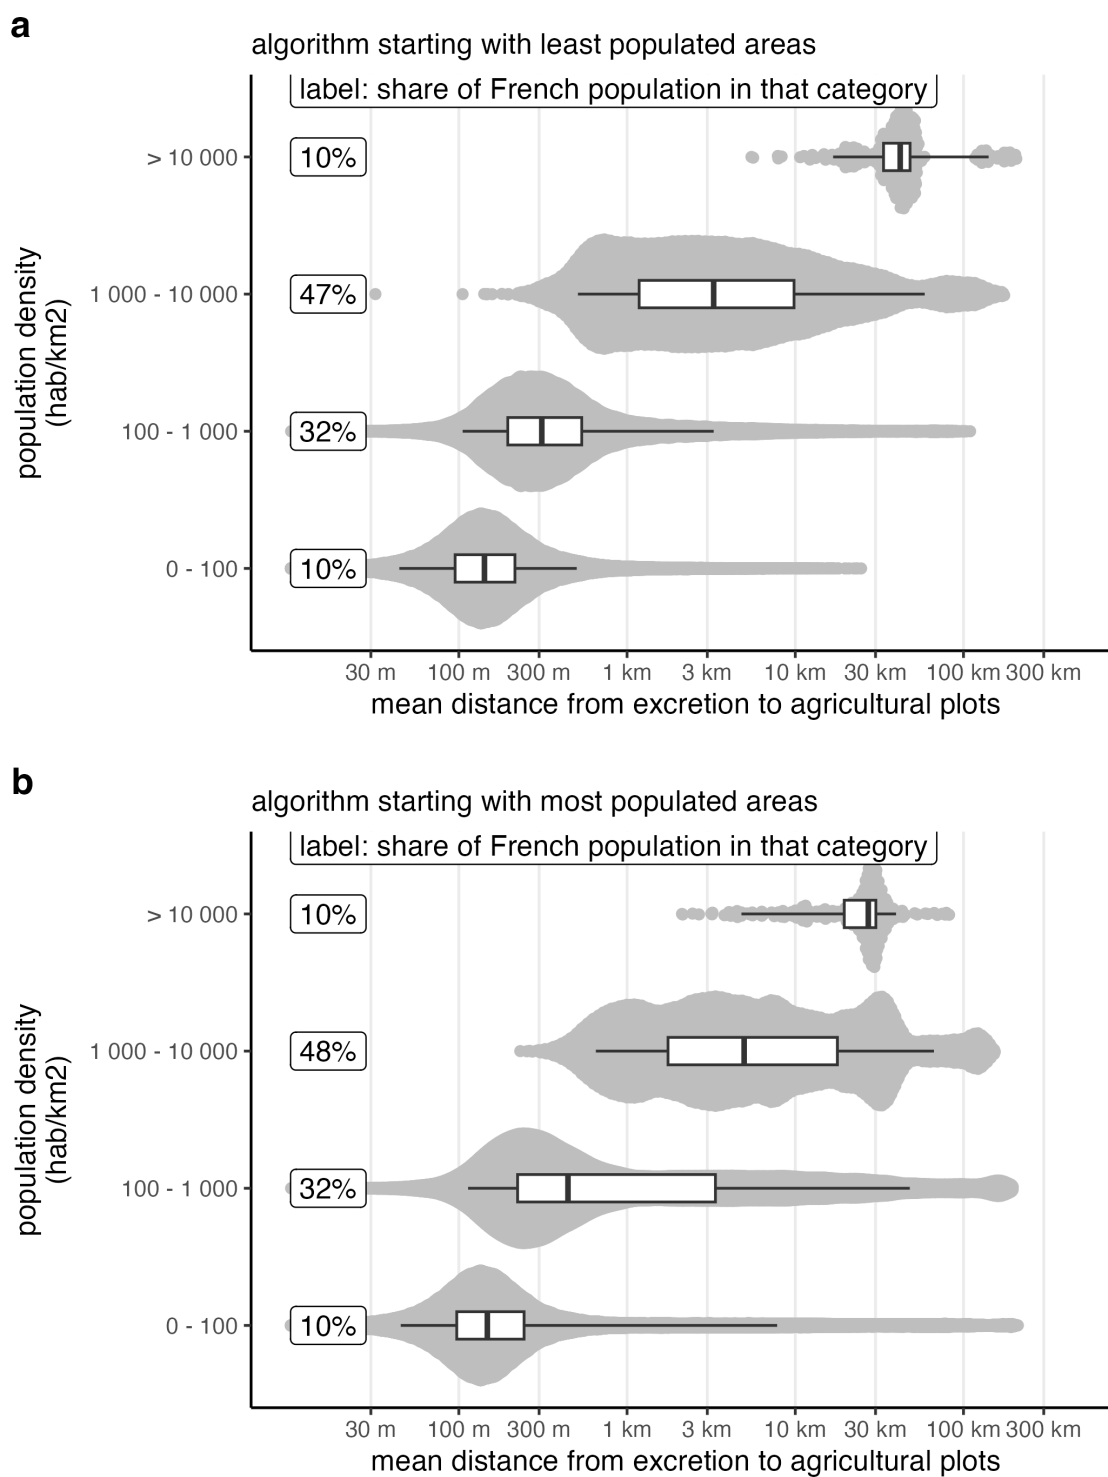 a
algorithm starting with least populated areas
label: share of French population in that category
> 10 000
10%
1 000 - 10 000
47%
100 - 1 000
32%
0 - 100
10%
population density
(hab/km2)
30 m 100 m 300 m 1 km 3 km 10 km 30 km 100 km 300 km
mean distance from excretion to agricultural plots
b
algorithm starting with most populated areas
label: share of French population in that category
> 10 000
10%
1 000 - 10 000
48%
100 - 1 000
32%
0 - 100
10%
population density
(hab/km2)
30 m 100 m 300 m 1 km 3 km 10 km 30 km 100 km 300 km
mean distance from excretion to agricultural plots